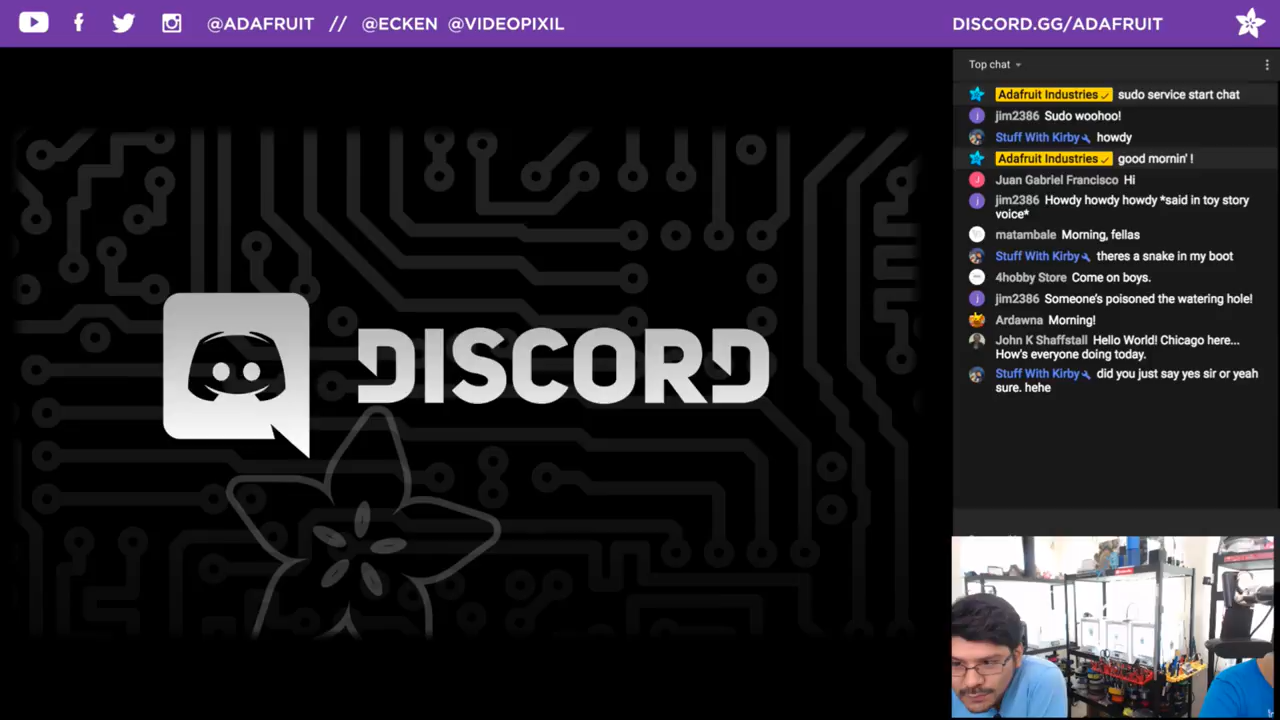 @ADAFRUIT // @ECKEN @VIDEOPIXIL
DISCORD.GG/ADAFRUIT
Top chat
Adafruit Industries sudo service start chat
jim2386 Sudo woohoo!
Stuff With Kirby howdy
Adafruit Industries good mornin' !
Juan Gabriel Francisco Hi
jim2386 Howdy howdy howdy *said in toy story
voice*
matambale Morning, fellas
Stuff With Kirby theres a snake in my boot
4hobby Store Come on boys.
jim2386 Someone's poisoned the watering hole!
Ardawna Morning!
John K Shaffstall Hello World! Chicago here...
How's everyone doing today.
Stuff With Kirby did you just say yes sir or yeah
sure. hehe
DISCORD